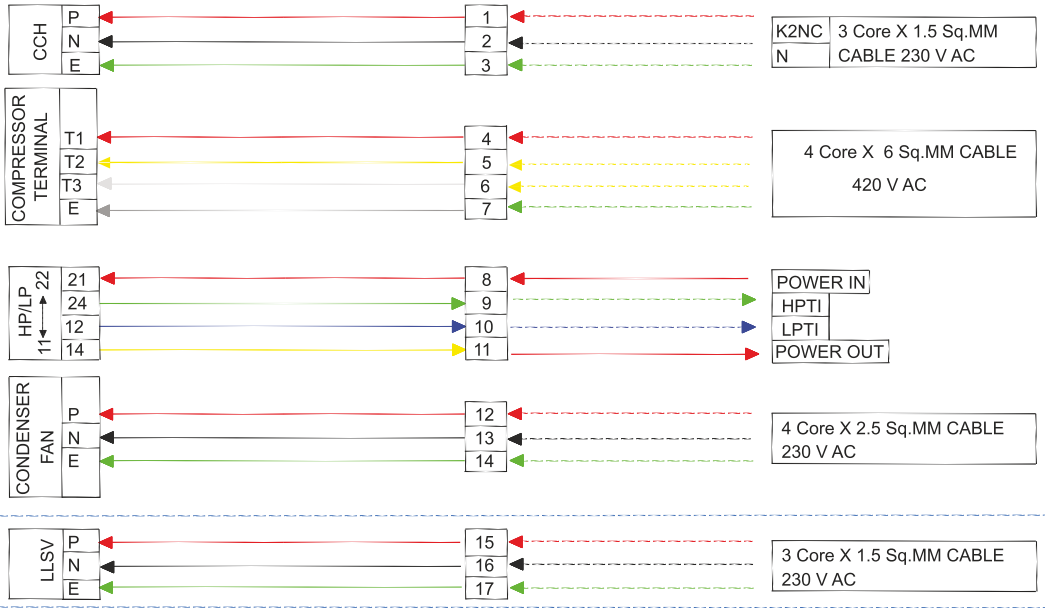 CCH
P 1 K2NC 3 Core X 1.5 Sq.MM
N 2 N CABLE 230 V AC
E 3
COMPRESSOR
TERMINAL
T1 4
T2 5 4 Core X 6 Sq.MM CABLE
T3 6 420 V AC
E 7
HP/LP
11 22
21 8 POWER IN
24 9 HPTI
12 10 LPTI
14 11 POWER OUT
CONDENSER
FAN
P 12 4 Core X 2.5 Sq.MM CABLE
N 13 230 V AC
E 14
LLSV
P 15 3 Core X 1.5 Sq.MM CABLE
N 16 230 V AC
E 17